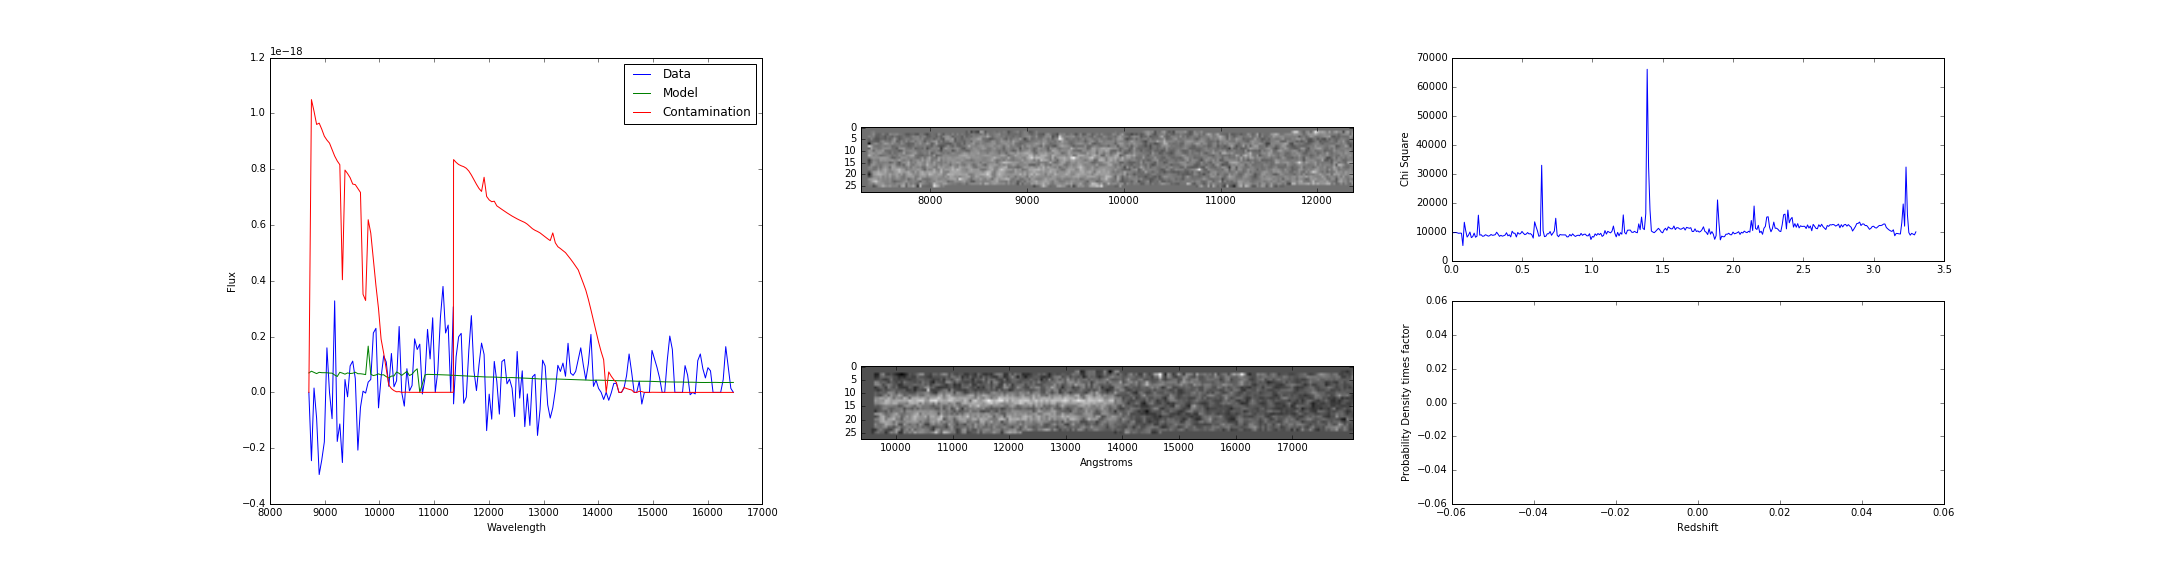 1e−18
1.2
1.0
0.8
0.6
0.4
0.2
0.0
−0.2
−0.4
Flux
8000 9000 10000 11000 12000 13000 14000 15000 16000 17000
Wavelength
Data
Model
Contamination
0
5
10
15
20
25
8000 9000 10000 11000 12000
0
5
10
15
20
25
10000 11000 12000 13000 14000 15000 16000 17000
Angstroms
70000
60000
50000
40000
30000
20000
10000
0
Chi Square
0.0 0.5 1.0 1.5 2.0 2.5 3.0 3.5
0.06
0.04
0.02
0.00
−0.02
−0.04
−0.06
Probability Density times factor
−0.06 −0.04 −0.02 0.00 0.02 0.04 0.06
Redshift